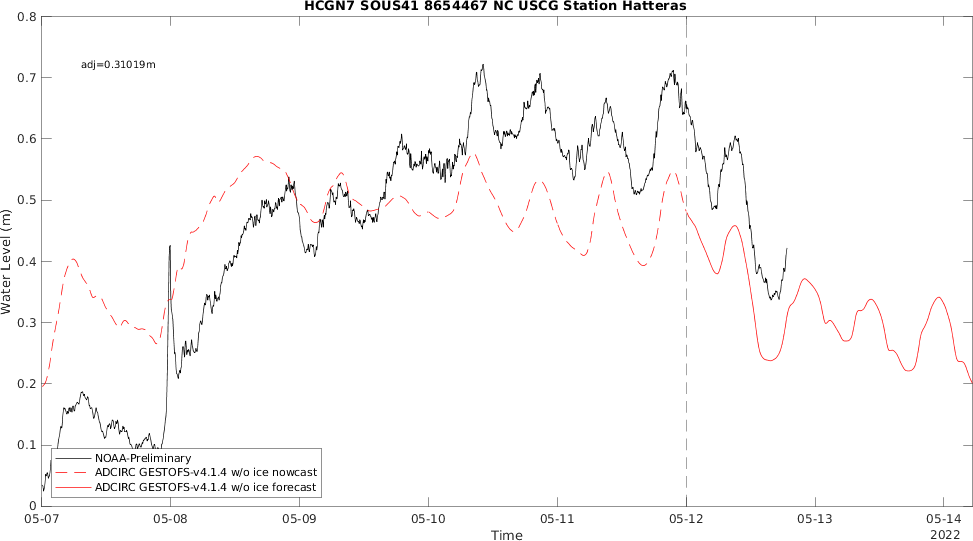 HCGN7 SOUS41 8654467 NC USCG Station Hatteras
0.8
0.7
0.6
0.5
0.4
0.3
0.2
0.1
0
Water Level (m)
adj=0.31019m
NOAA-Preliminary
ADCIRC GESTOFS-v4.1.4 w/o ice nowcast
ADCIRC GESTOFS-v4.1.4 w/o ice forecast
05-07 05-08 05-09 05-10 05-11 05-12 05-13 05-14
Time
2022